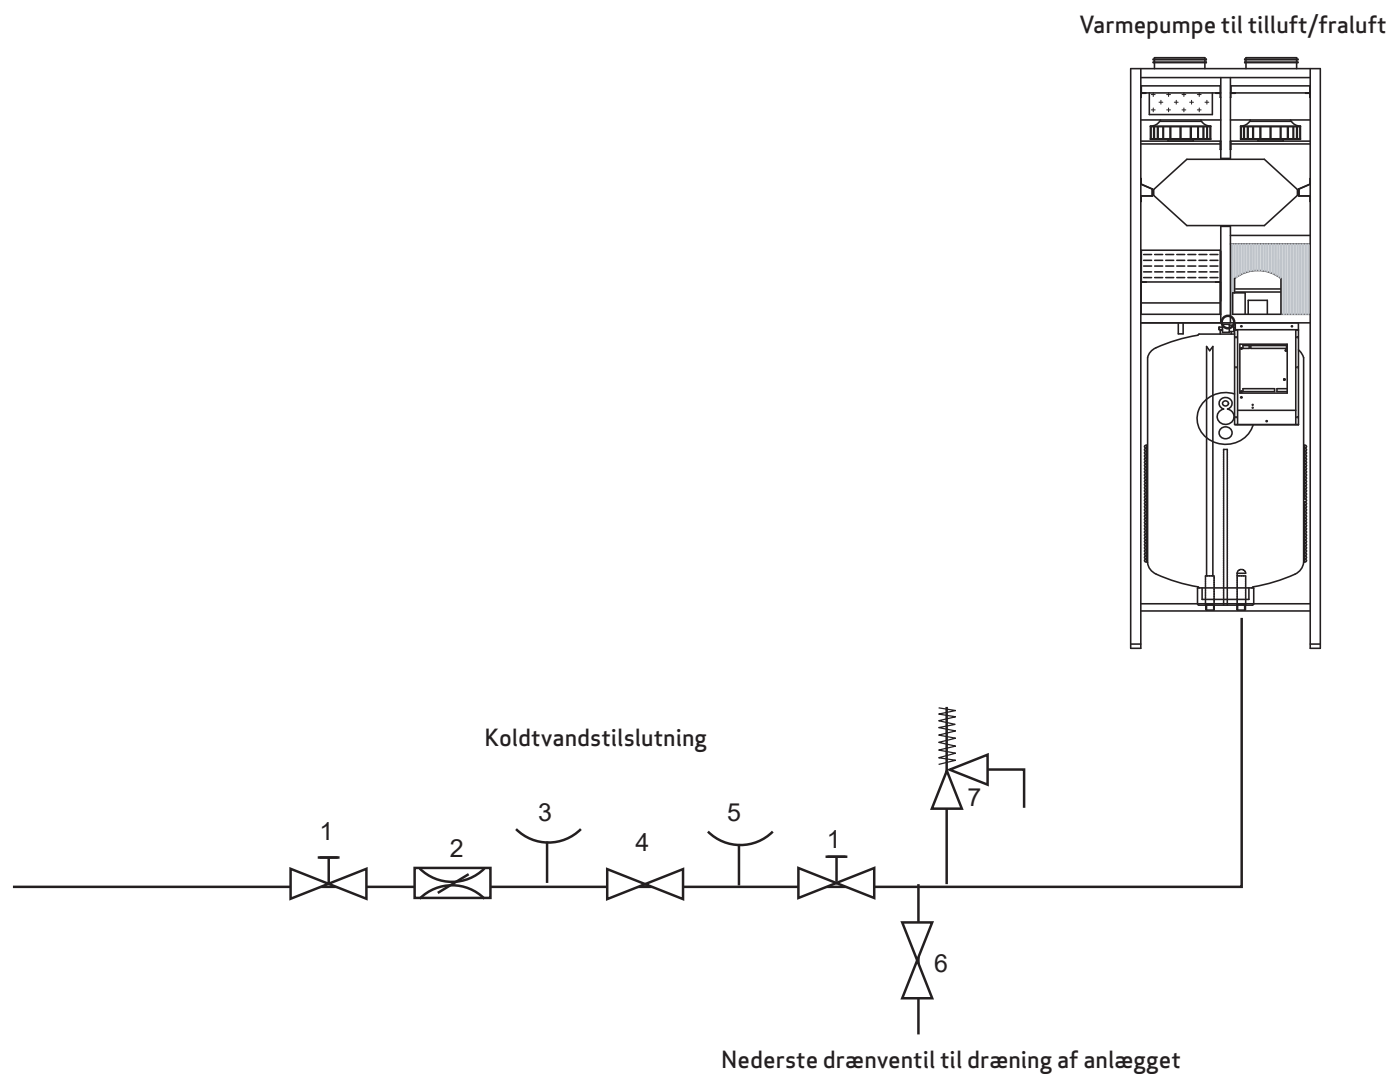 Varmepumpe til tilluft/fraluft
Koldtvandstilslutning
1
2
3
4
5
1
7
6
Nederste drænventil til dræning af anlægget